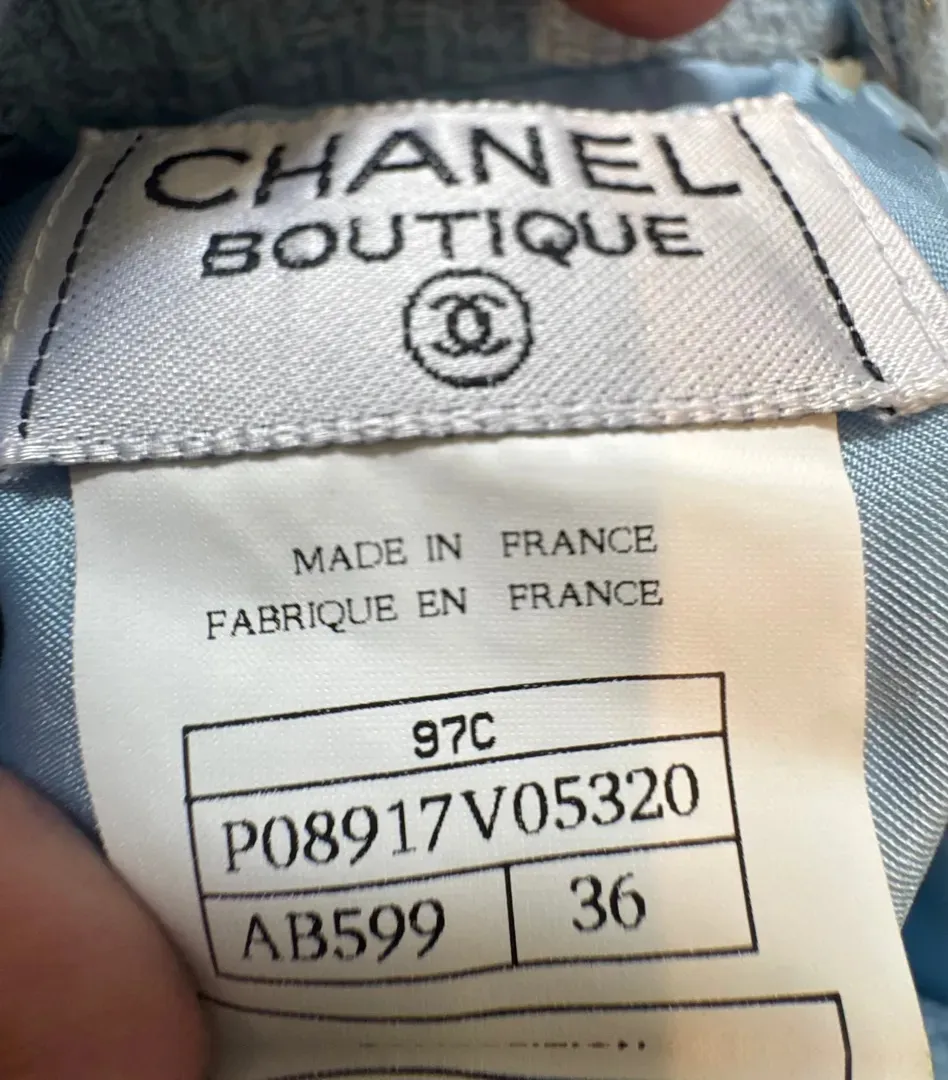 CHANEL
BOUTIQUE
MADE IN FRANCE
FABRIQUE EN FRANCE
97C
P08917V05320
AB599 36